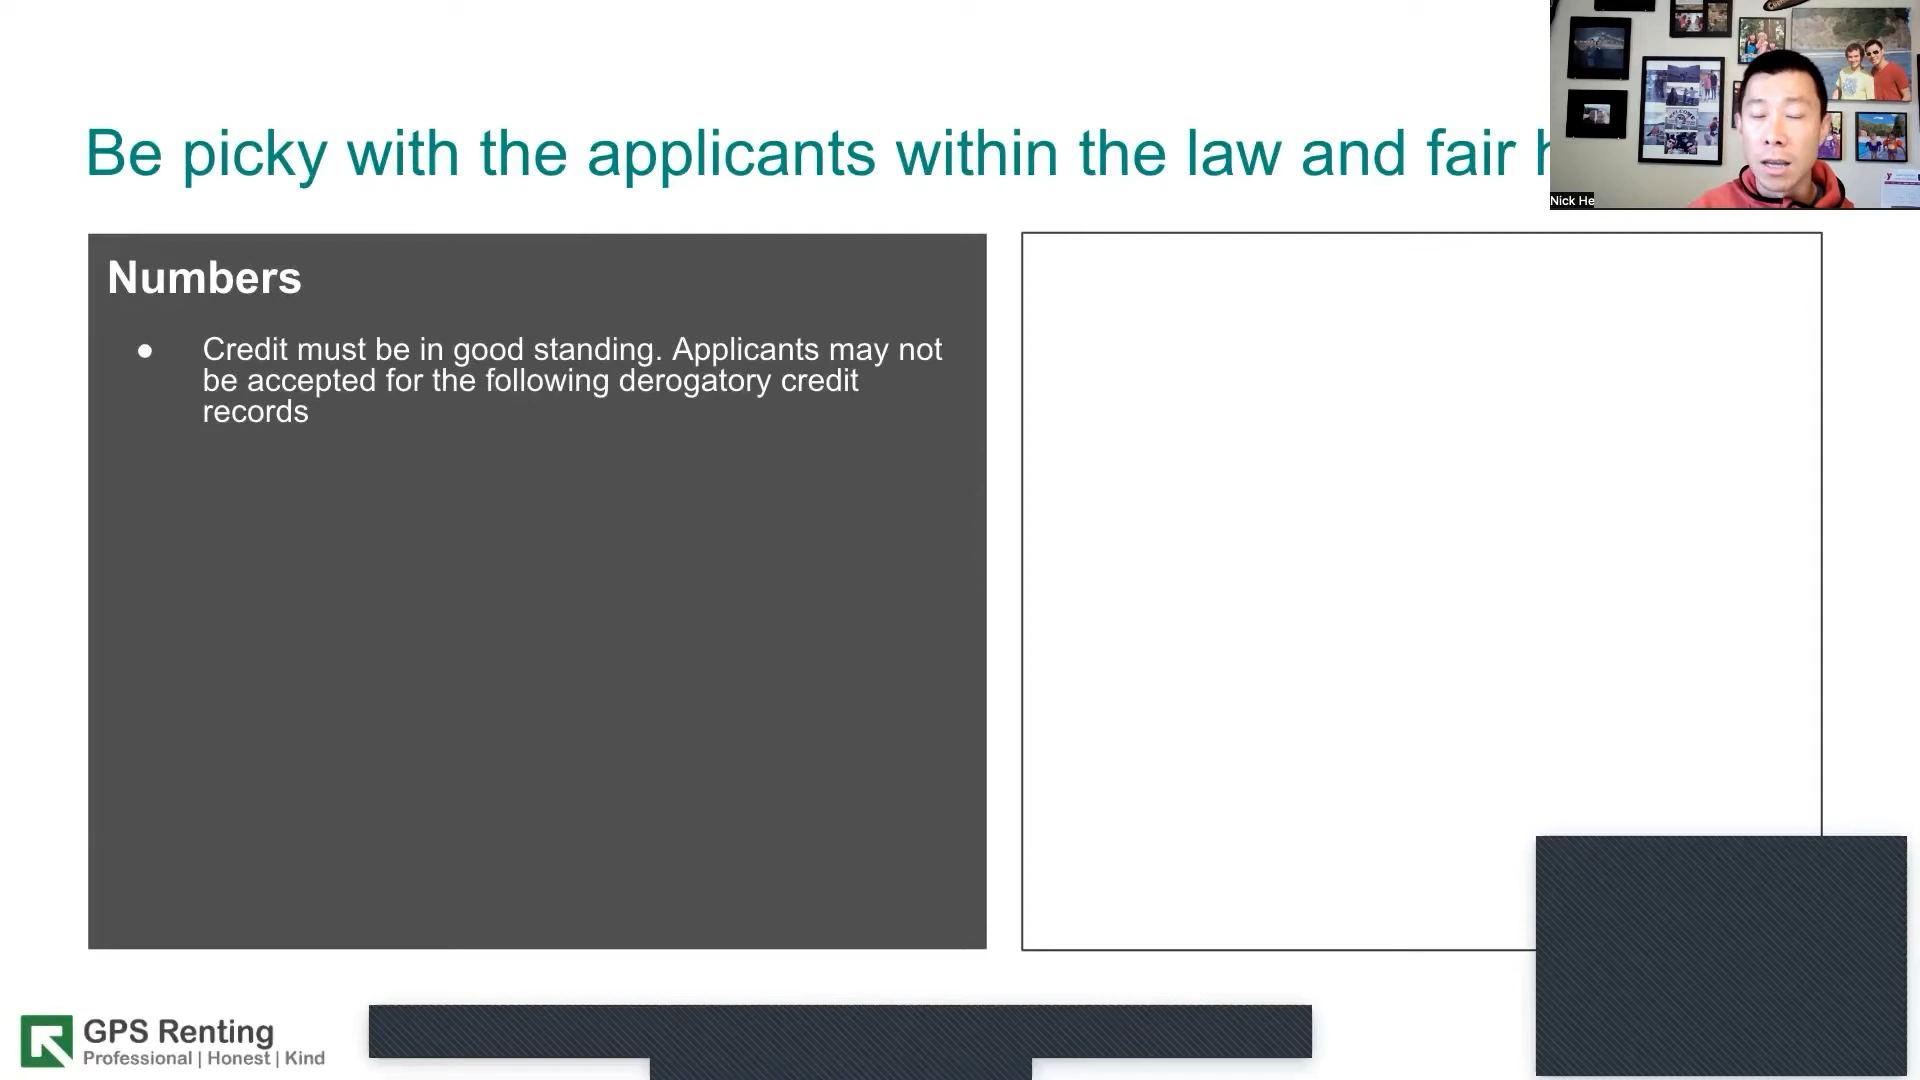 Be picky with the applicants within the law and fair
Nick He
Numbers
● Credit must be in good standing. Applicants may not
be accepted for the following derogatory credit
records
GPS Renting
Professional | Honest | Kind